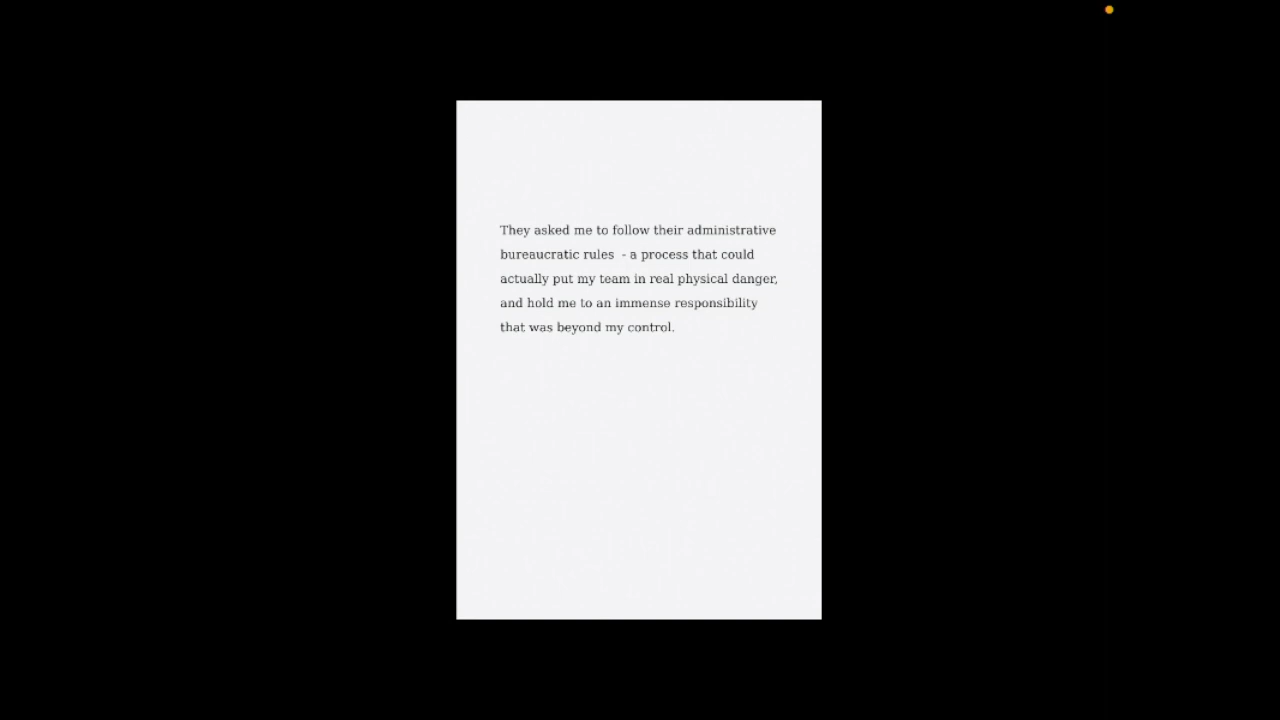 They asked me to follow their administrative
bureaucratic rules  - a process that could
actually put my team in real physical danger,
and hold me to an immense responsibility
that was beyond my control.